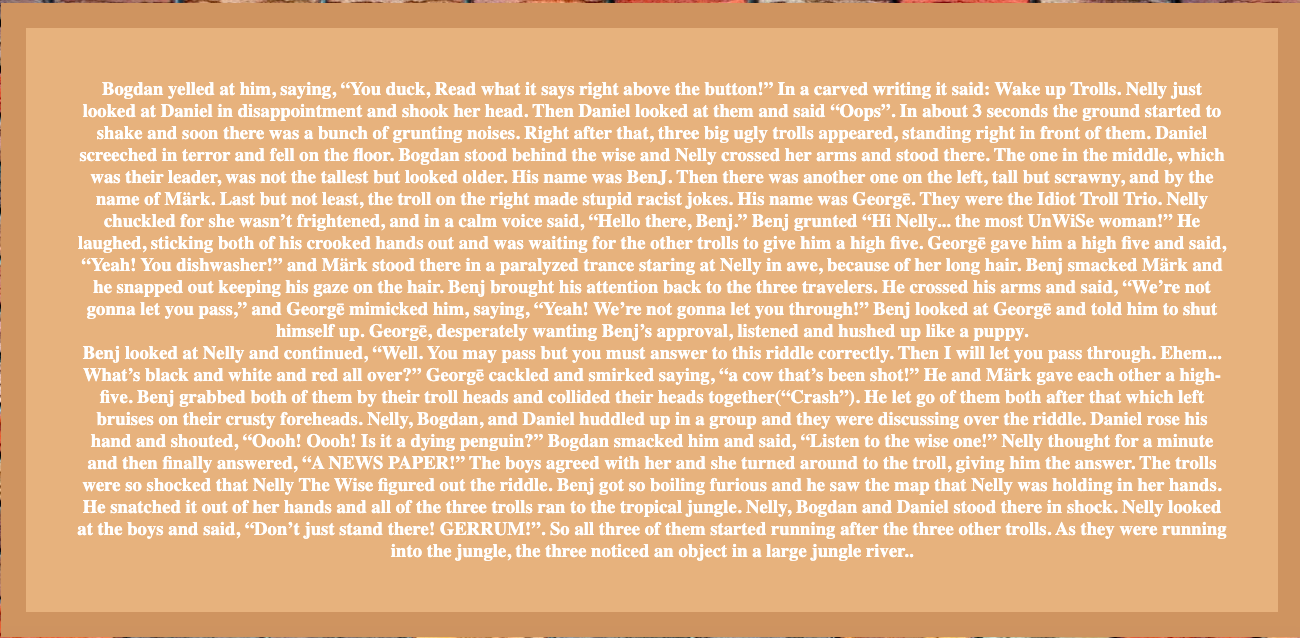 Bogdan yelled at him, saying, “You duck, Read what it says right above the button!” In a carved writing it said: Wake up Trolls. Nelly just
looked at Daniel in disappointment and shook her head. Then Daniel looked at them and said “Oops”. In about 3 seconds the ground started to
shake and soon there was a bunch of grunting noises. Right after that, three big ugly trolls appeared, standing right in front of them. Daniel
screeched in terror and fell on the floor. Bogdan stood behind the wise and Nelly crossed her arms and stood there. The one in the middle, which
was their leader, was not the tallest but looked older. His name was BenJ. Then there was another one on the left, tall but scrawny, and by the
name of Märk. Last but not least, the troll on the right made stupid racist jokes. His name was Georgē. They were the Idiot Troll Trio. Nelly
chuckled for she wasn’t frightened, and in a calm voice said, “Hello there, Benj.” Benj grunted “Hi Nelly... the most UnWiSe woman!” He
laughed, sticking both of his crooked hands out and was waiting for the other trolls to give him a high five. Georgē gave him a high five and said,
“Yeah! You dishwasher!” and Märk stood there in a paralyzed trance staring at Nelly in awe, because of her long hair. Benj smacked Märk and
he snapped out keeping his gaze on the hair. Benj brought his attention back to the three travelers. He crossed his arms and said, “We’re not
gonna let you pass,” and Georgē mimicked him, saying, “Yeah! We’re not gonna let you through!” Benj looked at Georgē and told him to shut
himself up. Georgē, desperately wanting Benj’s approval, listened and hushed up like a puppy.
Benj looked at Nelly and continued, “Well. You may pass but you must answer to this riddle correctly. Then I will let you pass through. Ehem...
What’s black and white and red all over?” Georgē cackled and smirked saying, “a cow that’s been shot!” He and Märk gave each other a high-
five. Benj grabbed both of them by their troll heads and collided their heads together(“Crash”). He let go of them both after that which left
bruises on their crusty foreheads. Nelly, Bogdan, and Daniel huddled up in a group and they were discussing over the riddle. Daniel rose his
hand and shouted, “Oooh! Oooh! Is it a dying penguin?” Bogdan smacked him and said, “Listen to the wise one!” Nelly thought for a minute
and then finally answered, “A NEWS PAPER!” The boys agreed with her and she turned around to the troll, giving him the answer. The trolls
were so shocked that Nelly The Wise figured out the riddle. Benj got so boiling furious and he saw the map that Nelly was holding in her hands.
He snatched it out of her hands and all of the three trolls ran to the tropical jungle. Nelly, Bogdan and Daniel stood there in shock. Nelly looked
at the boys and said, “Don’t just stand there! GERRUM!”. So all three of them started running after the three other trolls. As they were running
into the jungle, the three noticed an object in a large jungle river..